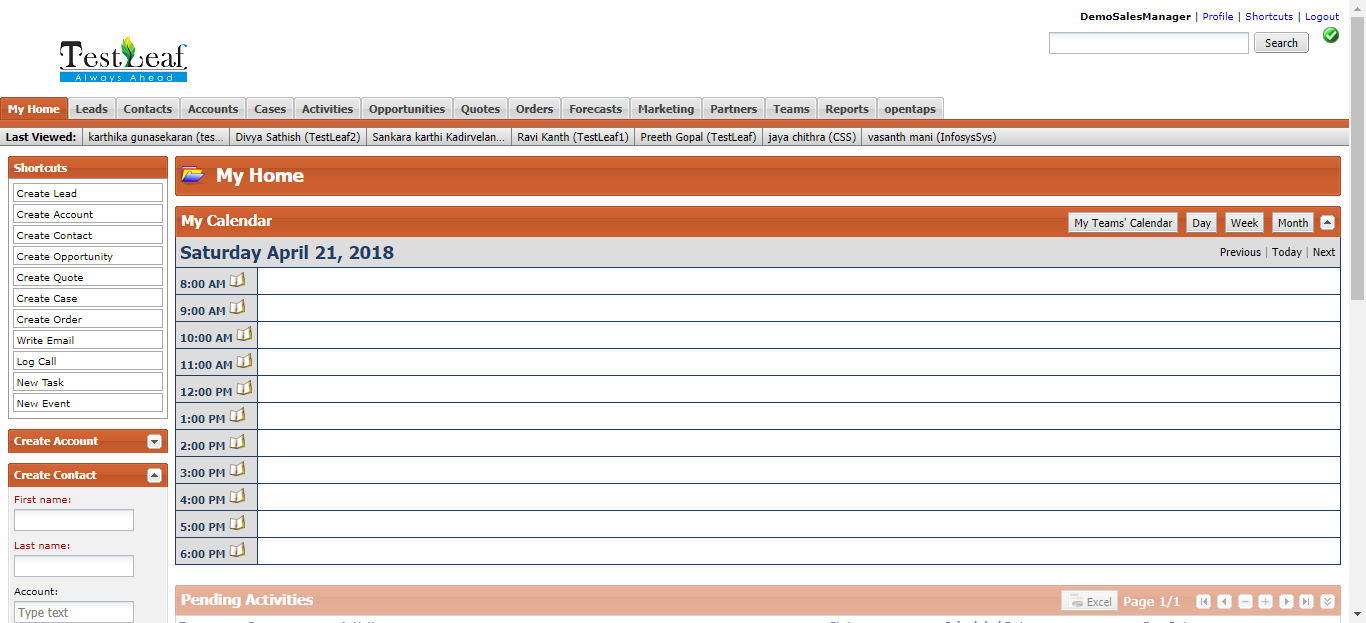 DemoSalesManager | Profile | Shortcuts | Logout
Search
TestLeaf
Always Ahead
My Home Leads Contacts Accounts Cases Activities Opportunities Quotes Orders Forecasts Marketing Partners Teams Reports opentaps
Last Viewed: karthika gunasekaran (tes... Divya Sathish (TestLeaf2) Sankara karthi Kadirvelan... Ravi Kanth (TestLeaf1) Preeth Gopal (TestLeaf) jaya chithra (CSS) vasanth mani (InfosysSys)
Shortcuts
Create Lead
Create Account
Create Contact
Create Opportunity
Create Quote
Create Case
Create Order
Write Email
Log Call
New Task
New Event
Create Account
Create Contact
First name:
Last name:
Account:
Type text
My Home
My Calendar My Teams' Calendar Day Week Month
Saturday April 21, 2018 Previous | Today | Next
8:00 AM
9:00 AM
10:00 AM
11:00 AM
12:00 PM
1:00 PM
2:00 PM
3:00 PM
4:00 PM
5:00 PM
6:00 PM
Pending Activities Excel Page 1/1